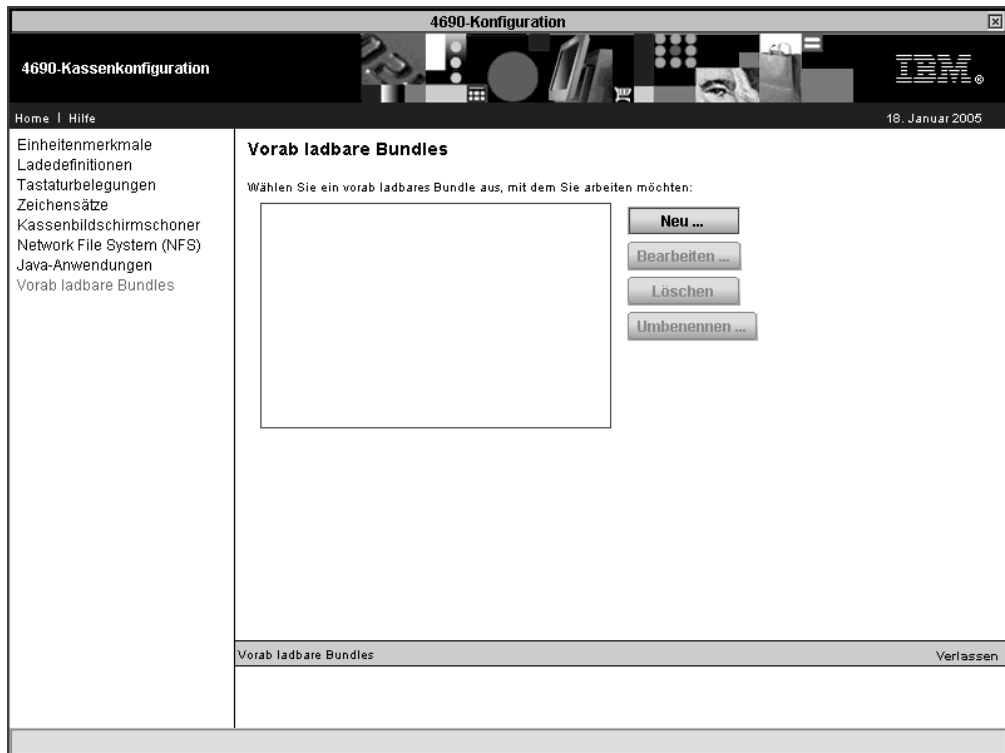 4690-Konfiguration
4690-Kassenkonfiguration
IBM®
Home | Hilfe
18. Januar 2005
Einheitenmerkmale
Ladedefinitionen
Tastaturbelegungen
Zeichensätze
Kassenbildschirmschoner
Network File System (NFS)
Java-Anwendungen
Vorab ladbare Bundles
Vorab ladbare Bundles
Wählen Sie ein vorab ladbares Bundle aus, mit dem Sie arbeiten möchten:
Neu ...
Bearbeiten ...
Löschen
Umbenennen ...
Vorab ladbare Bundles
Verlassen